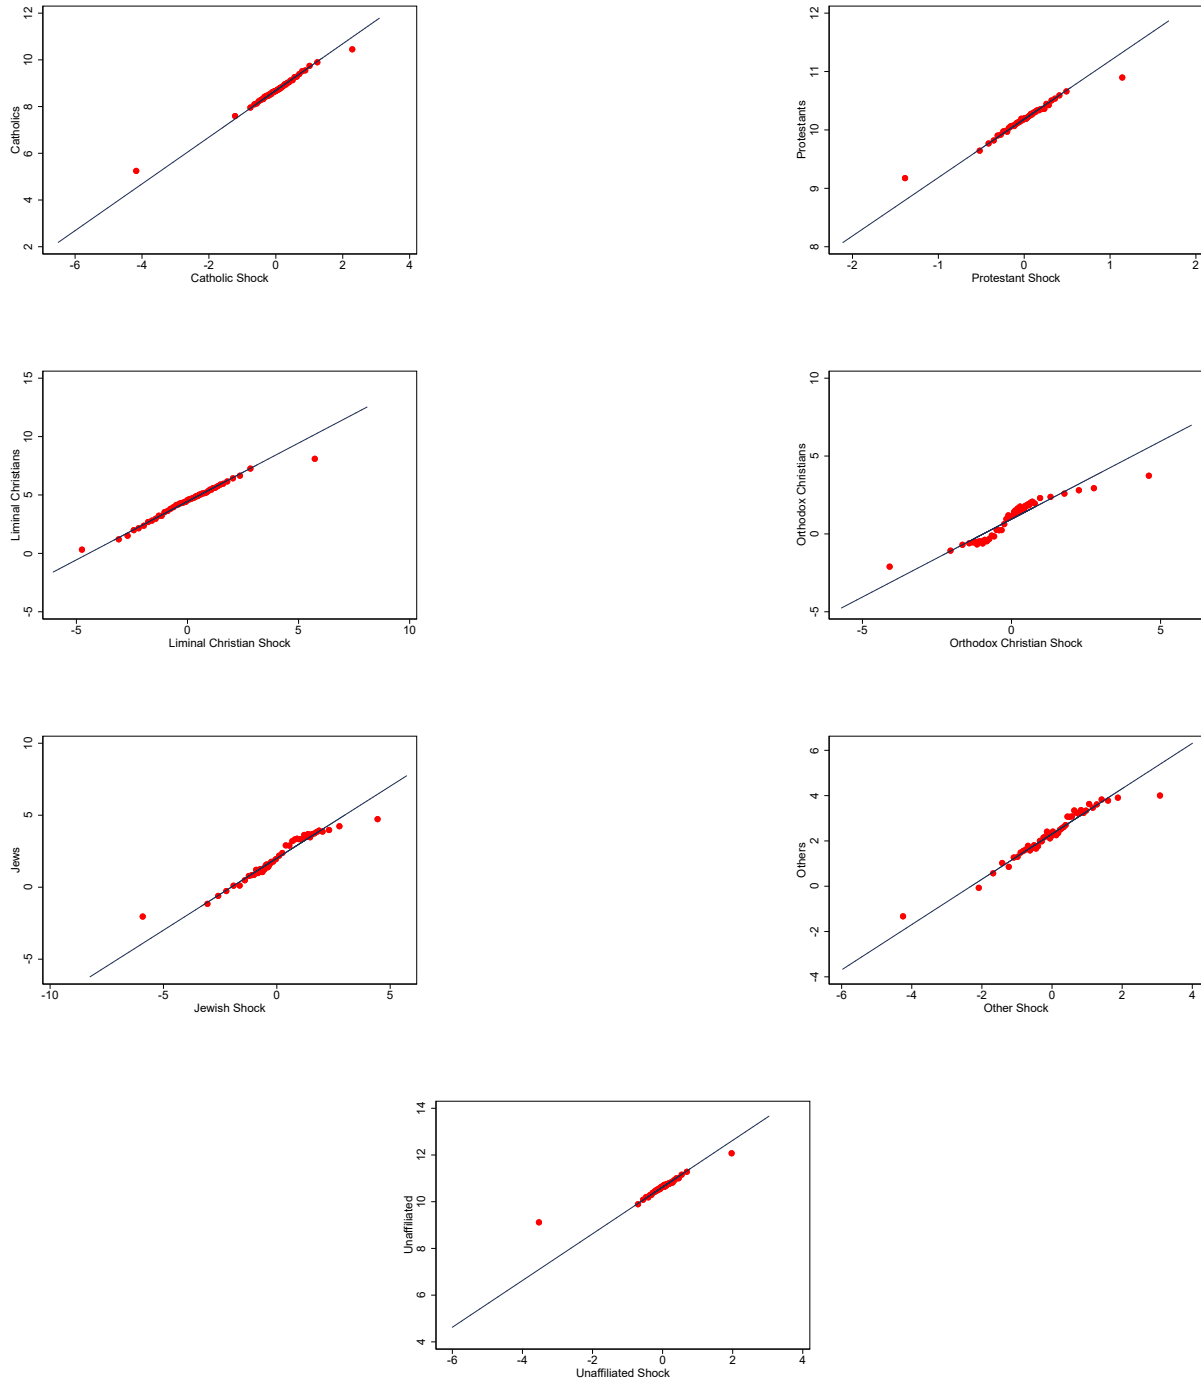 Catholics
12
10
8
6
4
2
-6 -4 -2 0 2 4
Catholic Shock
Protestants
12
11
10
9
8
-2 -1 0 1 2
Protestant Shock
Liminal Christians
15
10
5
0
-5
-5 0 5 10
Liminal Christian Shock
Orthodox Christians
10
5
0
-5
-5 0 5
Orthodox Christian Shock
Jews
10
5
0
-5
-10 -5 0 5
Jewish Shock
Others
6
4
2
0
-2
-4
-6 -4 -2 0 2 4
Other Shock
Unaffiliated
14
12
10
8
6
4
-6 -4 -2 0 2 4
Unaffiliated Shock